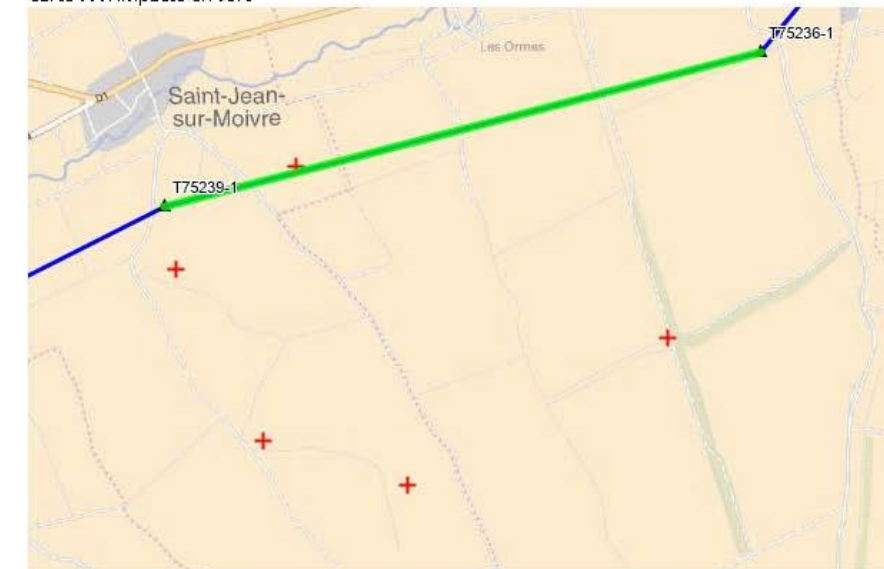 T75236-1
Les Ormes
D1
Saint-Jean-
sur-Moivre
T75239-1